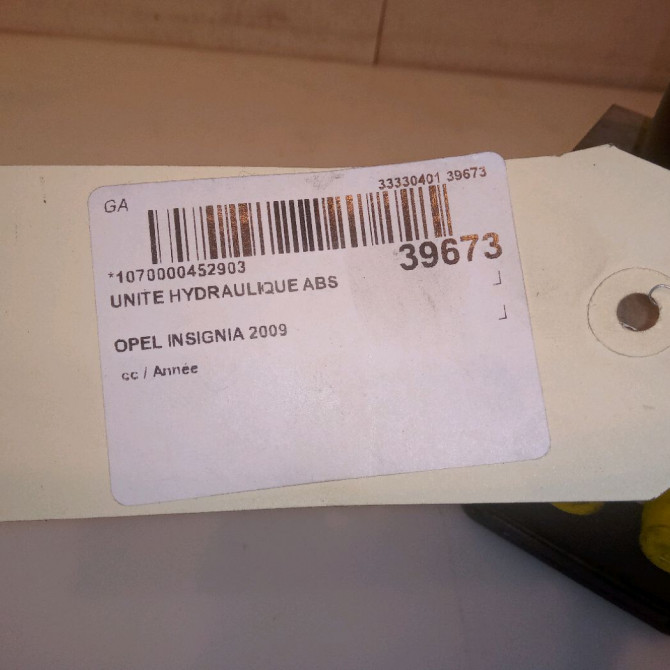 33330401 39673
GA
39673
*1070000452903
UNITE HYDRAULIQUE ABS
OPEL INSIGNIA 2009
cc / Année